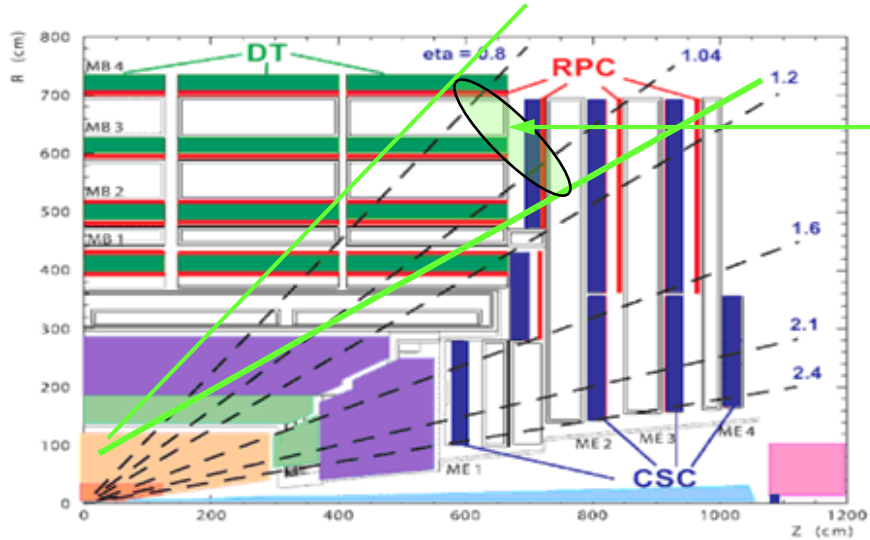 R (cm)
800
700
600
500
400
300
200
100
0
MB 4
MB 3
MB 2
MB 1
DT
eta = 0.8
RPC
1.04
1.2
1.6
2.1
2.4
ME 1
ME 2
ME 3
ME 4
CSC
0
200
400
600
800
1000
1200
Z (cm)